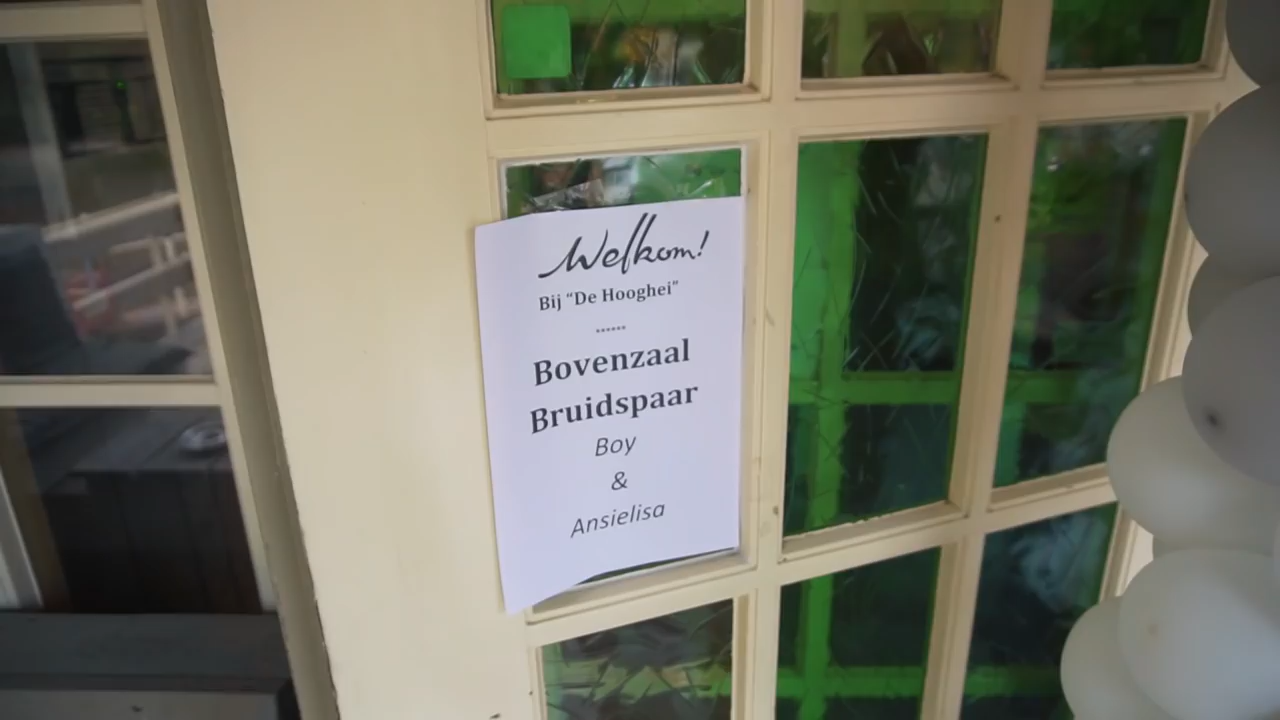 Welkom!
Bij “De Hooghei”
------
Bovenzaal
Bruidspaar
Boy
&
Ansielisa